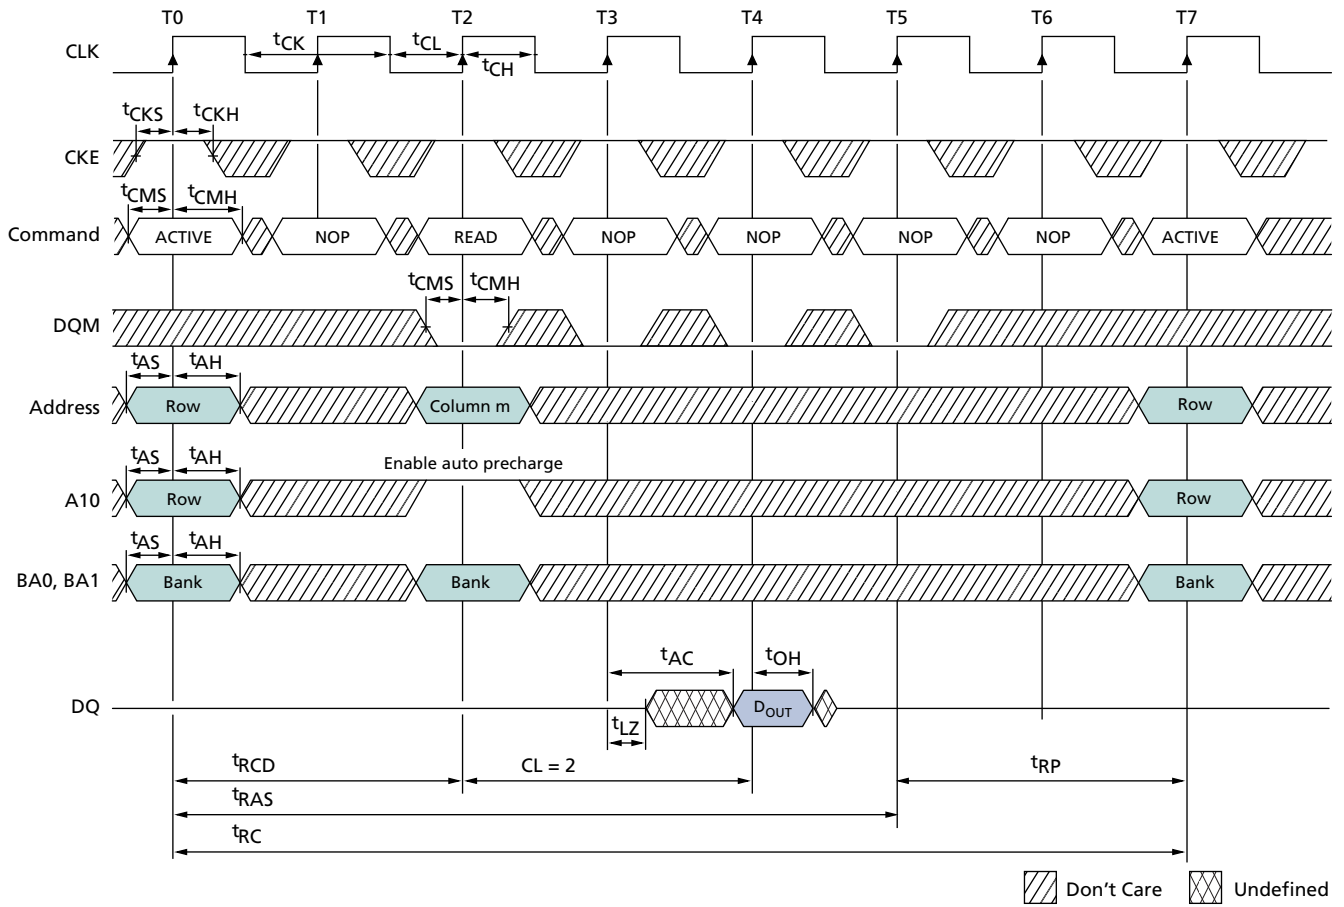 T0 T1 T2 T3 T4 T5 T6 T7
CLK
tCK
tCL
tCH
tCKS
tCKH
CKE
tCMS
tCMH
Command
ACTIVE
NOP
READ
NOP
NOP
NOP
NOP
ACTIVE
tCMS
tCMH
DQM
tAS
tAH
Address
Row
Column m
Row
tAS
tAH
Enable auto precharge
A10
Row
Row
tAS
tAH
BA0, BA1
Bank
Bank
Bank
tAC
tOH
DQ
DOUT
tLZ
tRCD
CL = 2
tRP
tRAS
tRC
Don't Care
Undefined